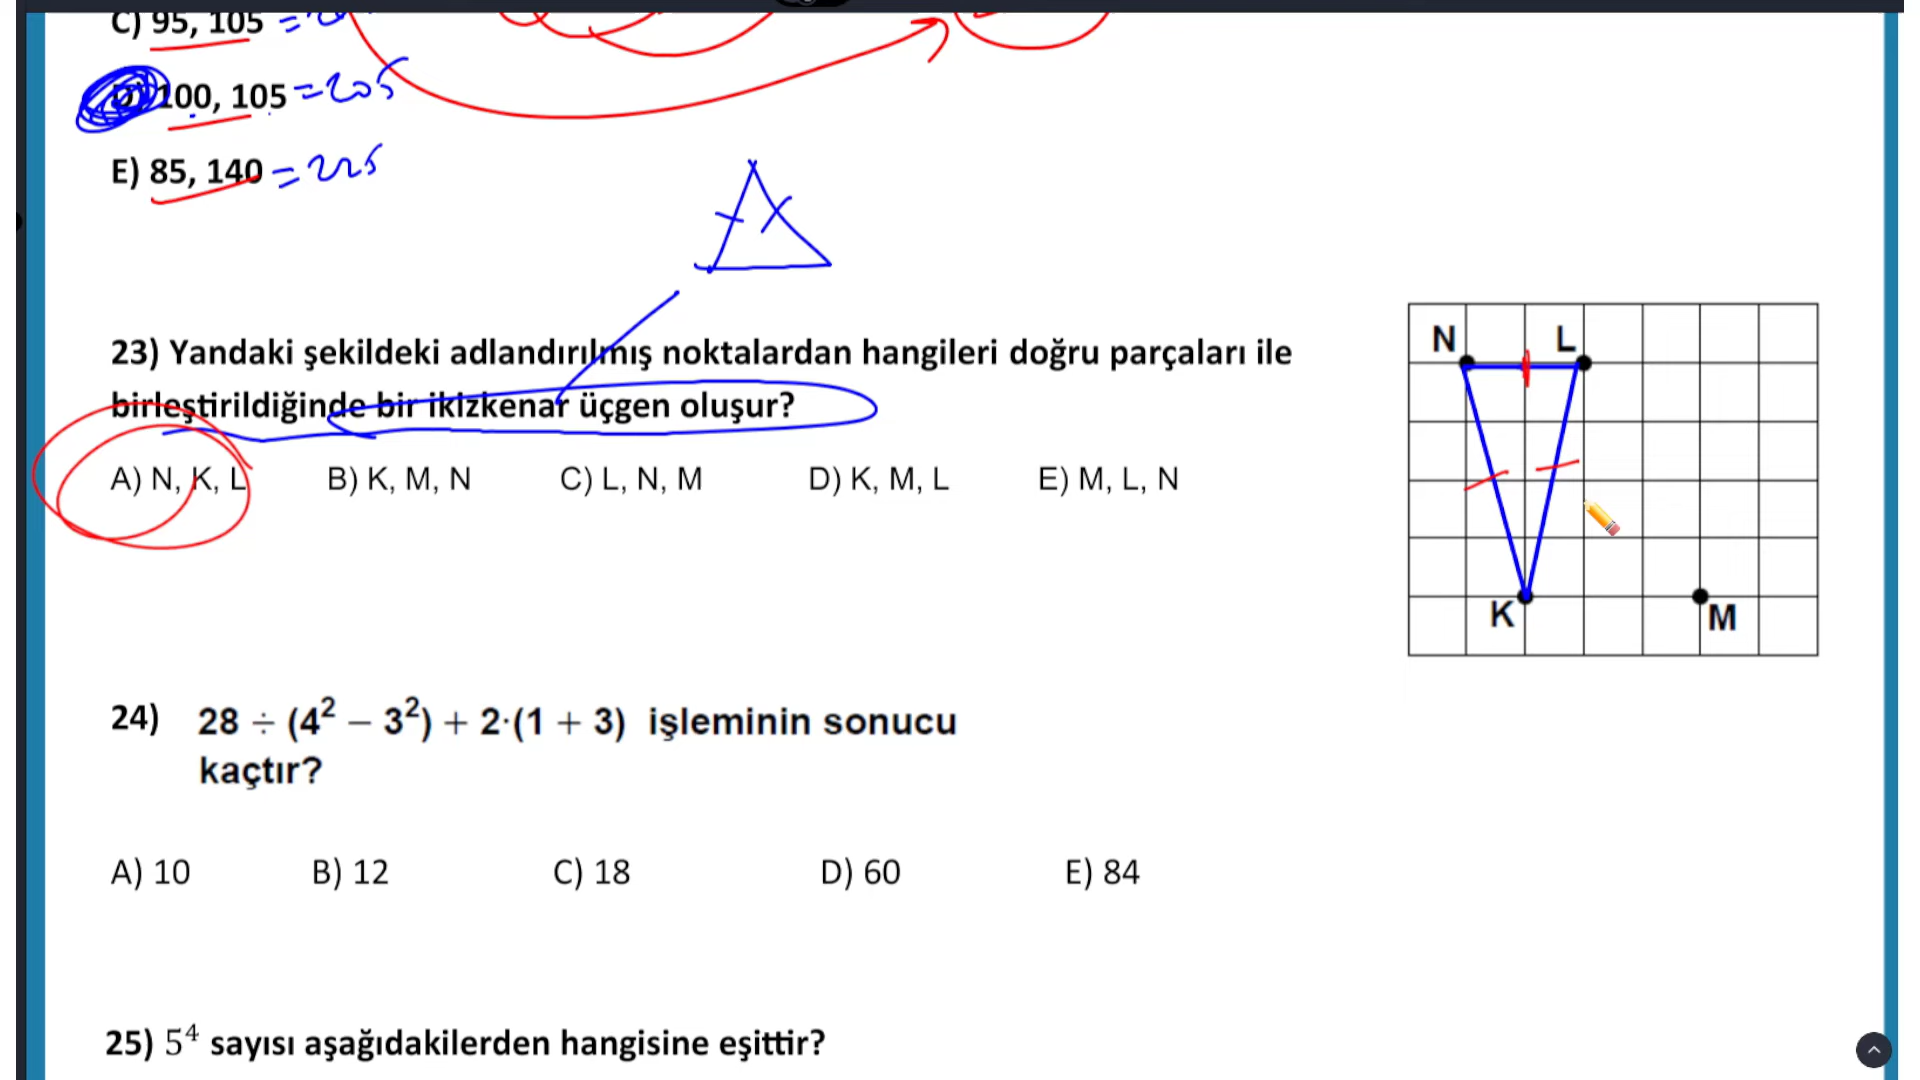 C) 95, 105 =
D) 100, 105 = 205
E) 85, 140 = 225
23) Yandaki şekildeki adlandırılmış noktalardan hangileri doğru parçaları ile
birleştirildiğinde bir ikizkenar üçgen oluşur?
A) N, K, L B) K, M, N C) L, N, M D) K, M, L E) M, L, N
N L
K M
24) 28 ÷ (4² − 3²) + 2·(1 + 3) işleminin sonucu
kaçtır?
A) 10 B) 12 C) 18 D) 60 E) 84
25) 5⁴ sayısı aşağıdakilerden hangisine eşittir?